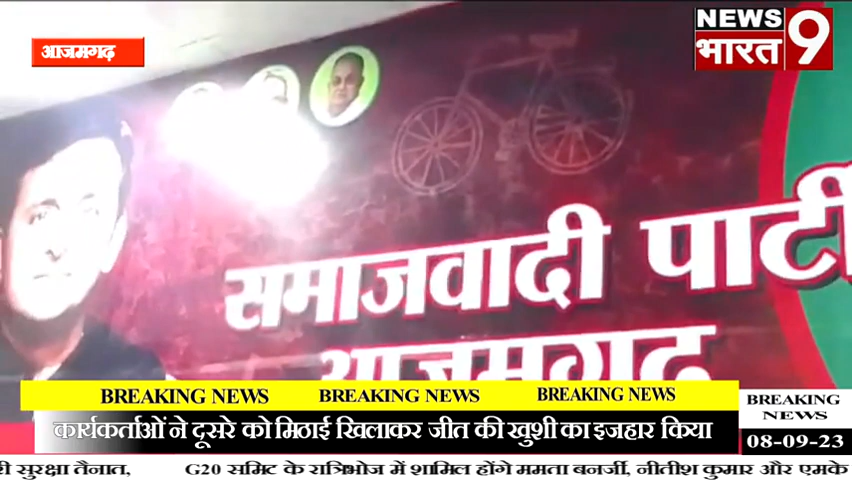 आजमगढ़
NEWS
भारत 9
समाजवादी पार्टी
आजमगढ़
BREAKING NEWS BREAKING NEWS BREAKING NEWS
कार्यकर्ताओं ने दूसरे को मिठाई खिलाकर जीत की खुशी का इजहार किया
BREAKING
NEWS
08-09-23
री सुरक्षा तैनात, G20 समिट के रात्रिभोज में शामिल होंगे ममता बनर्जी, नीतीश कुमार और एमके